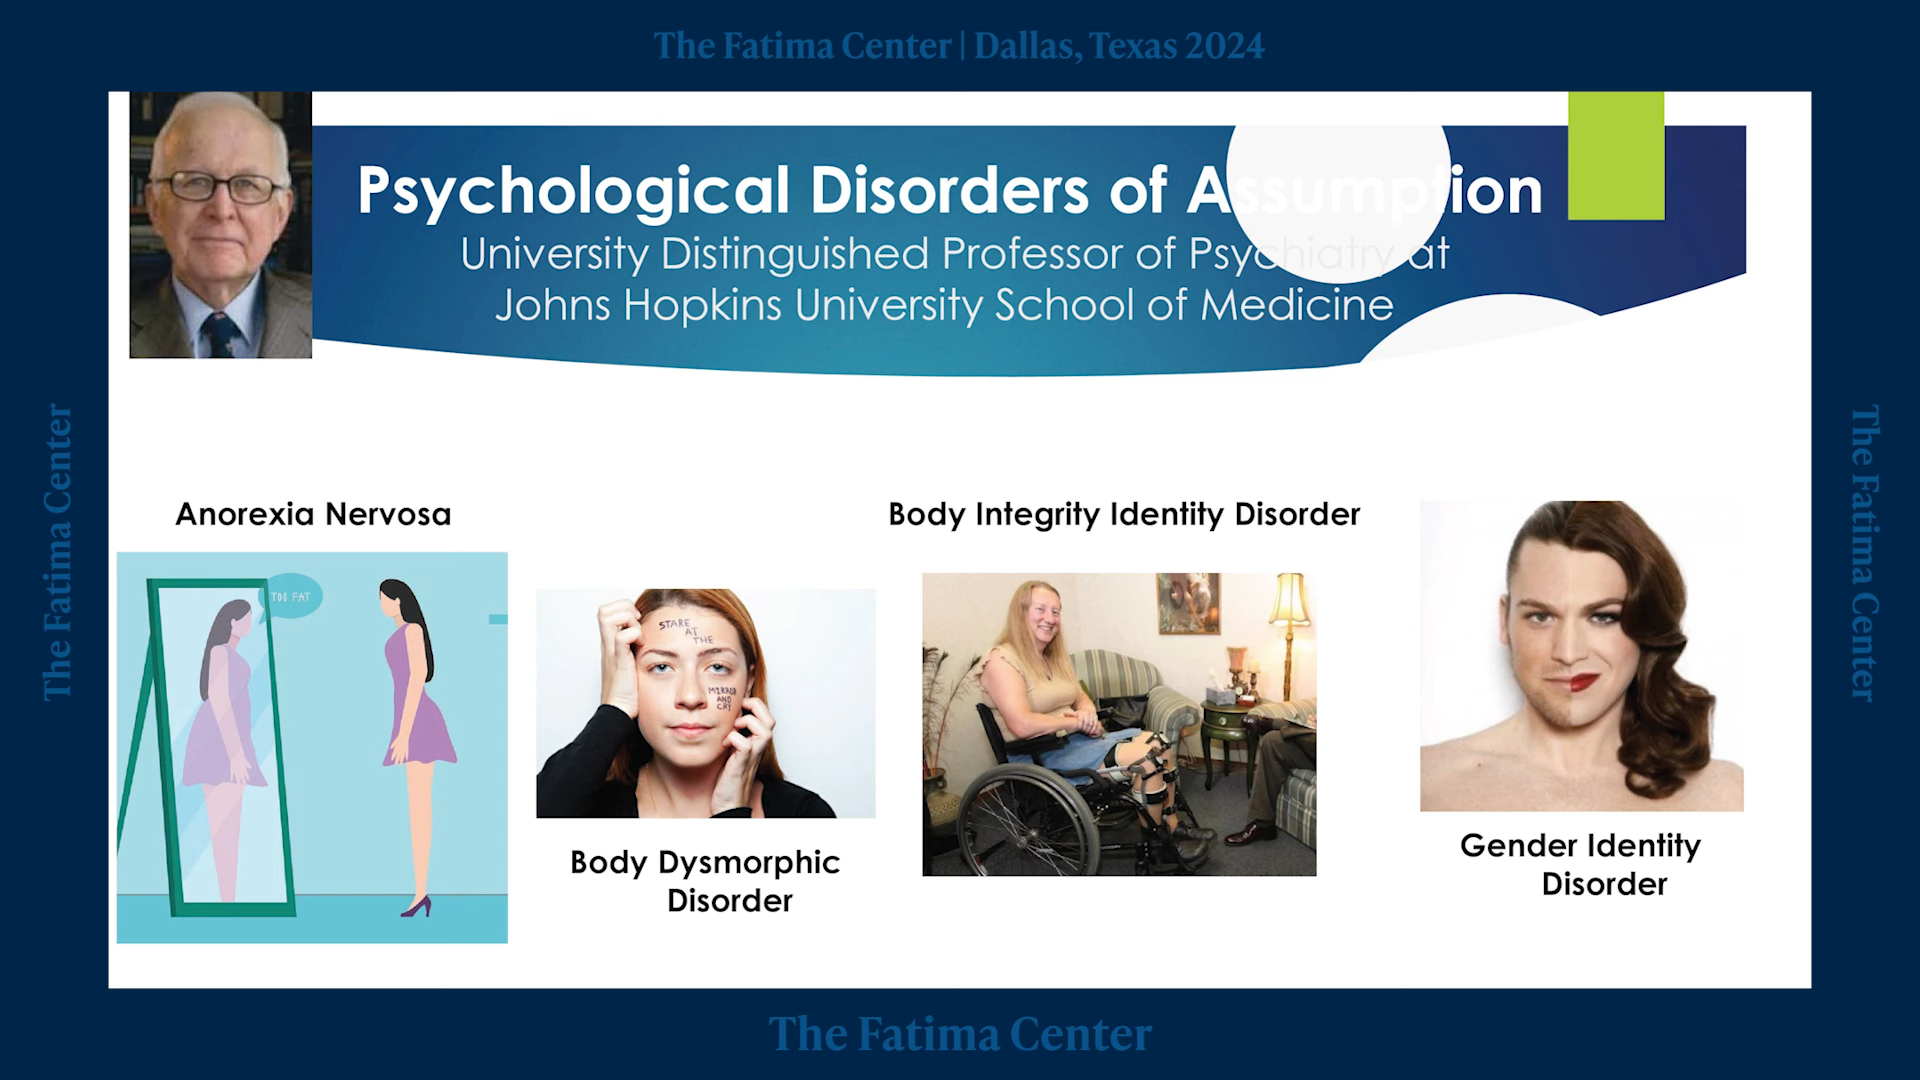 The Fatima Center | Dallas, Texas 2024
Psychological Disorders of Assumption
University Distinguished Professor of Psychiatry at
Johns Hopkins University School of Medicine
Anorexia Nervosa
TOO FAT
STARE
AT
THE
MIRROR
AND
CRY
Body Dysmorphic
Disorder
Body Integrity Identity Disorder
Gender Identity
Disorder
The Fatima Center
The Fatima Center
The Fatima Center